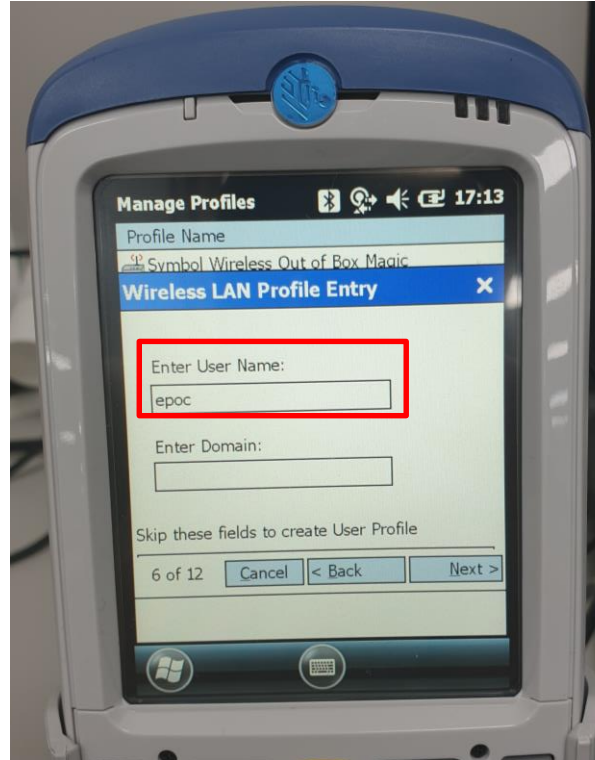 Manage Profiles 17:13
Profile Name
Symbol Wireless Out of Box Magic
Wireless LAN Profile Entry X
Enter User Name:
epoc
Enter Domain:
Skip these fields to create User Profile
6 of 12 Cancel < Back Next >